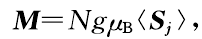 M = Ngμ_B⟨S_j⟩,